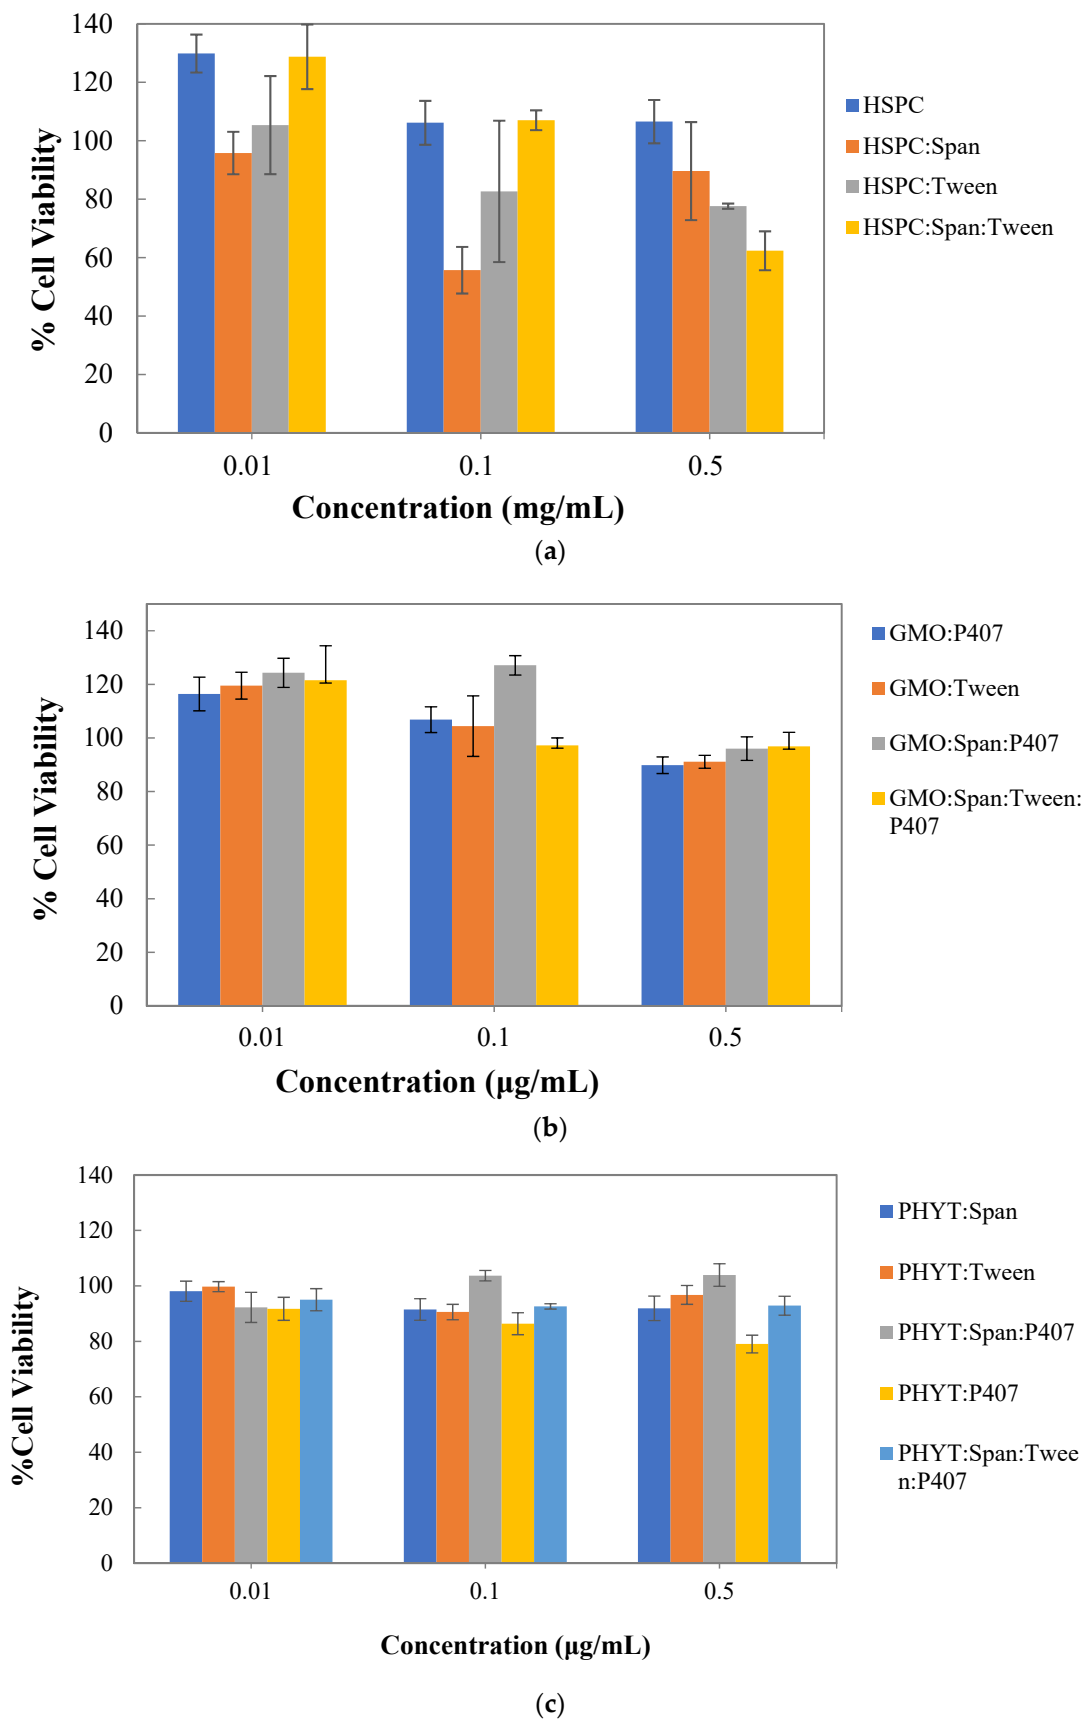 140
120
100
80
60
40
20
0
% Cell Viability
0.01 0.1 0.5
Concentration (mg/mL)
HSPC
HSPC:Span
HSPC:Tween
HSPC:Span:Tween
(a)
140
120
100
80
60
40
20
0
% Cell Viability
0.01 0.1 0.5
Concentration (µg/mL)
GMO:P407
GMO:Tween
GMO:Span:P407
GMO:Span:Tween:
P407
(b)
140
120
100
80
60
40
20
0
%Cell Viability
0.01 0.1 0.5
Concentration (µg/mL)
PHYT:Span
PHYT:Tween
PHYT:Span:P407
PHYT:P407
PHYT:Span:Twee
n:P407
(c)